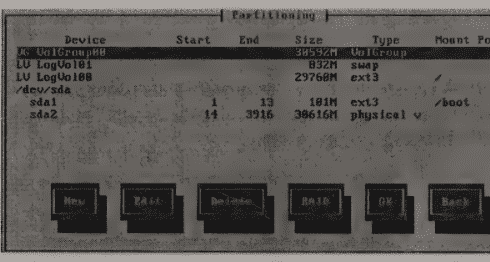 Partitioning
Device Start End Size Type Mount Po
VG VolGroup00 30592M VolGroup
LV LogVol01 832M swap
LV LogVol00 29760M ext3 /
/dev/sda
sda1 1 13 101M ext3 /boot
sda2 14 3916 30616M physical v
New Edit Delete RAID OK Back